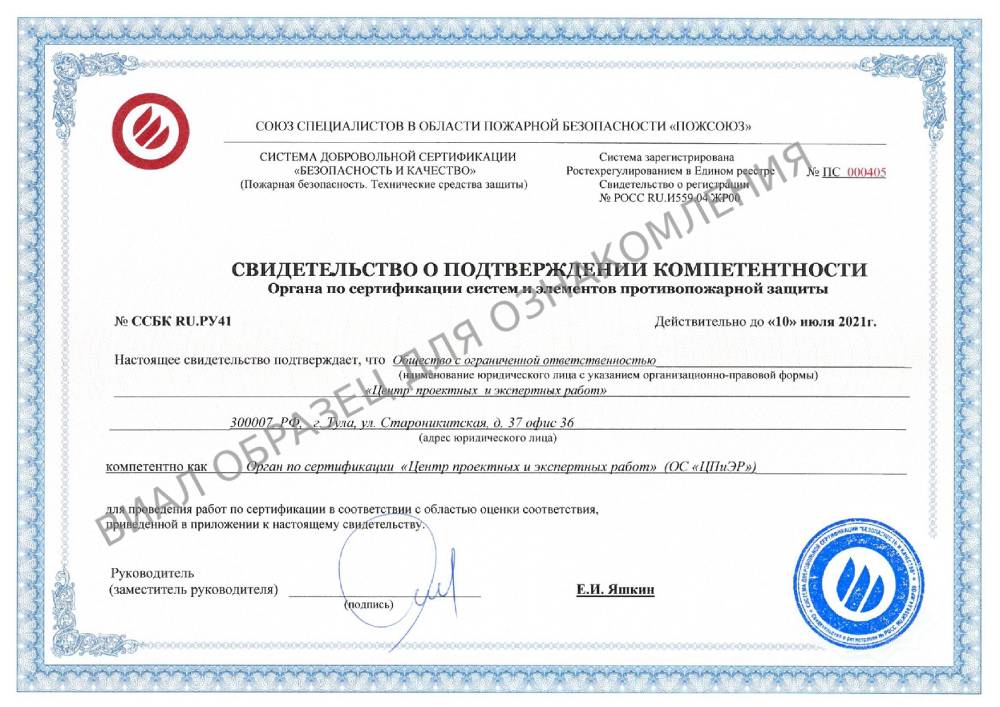 СОЮЗ СПЕЦИАЛИСТОВ В ОБЛАСТИ ПОЖАРНОЙ БЕЗОПАСНОСТИ «ПОЖСОЮЗ»
СИСТЕМА ДОБРОВОЛЬНОЙ СЕРТИФИКАЦИИ
«БЕЗОПАСНОСТЬ И КАЧЕСТВО»
(Пожарная безопасность. Технические средства защиты)
Система зарегистрирована
Ростехрегулированием в Едином реестре
Свидетельство о регистрации
№ РОСС RU.И559.04.ЖР00
№ ПС 000405
СВИДЕТЕЛЬСТВО О ПОДТВЕРЖДЕНИИ КОМПЕТЕНТНОСТИ
Органа по сертификации систем и элементов противопожарной защиты
№ ССБК RU.РУ41
Действительно до «10» июля 2021г.
Настоящее свидетельство подтверждает, что Общество с ограниченной ответственностью
(наименование юридического лица с указанием организационно-правовой формы)
«Центр проектных и экспертных работ»
300007, РФ, г. Тула, ул. Староникитская, д. 37 офис 36
(адрес юридического лица)
компетентно как Орган по сертификации «Центр проектных и экспертных работ» (ОС «ЦПиЭР»)
для проведения работ по сертификации в соответствии с областью оценки соответствия,
приведенной в приложении к настоящему свидетельству.
Руководитель
(заместитель руководителя)
(подпись)
Е.И. Яшкин
ВИАЛ ОБРАЗЕЦ ДЛЯ ОЗНАКОМЛЕНИЯ
СИСТЕМА ДОБРОВОЛЬНОЙ СЕРТИФИКАЦИИ "БЕЗОПАСНОСТЬ И КАЧЕСТВО"